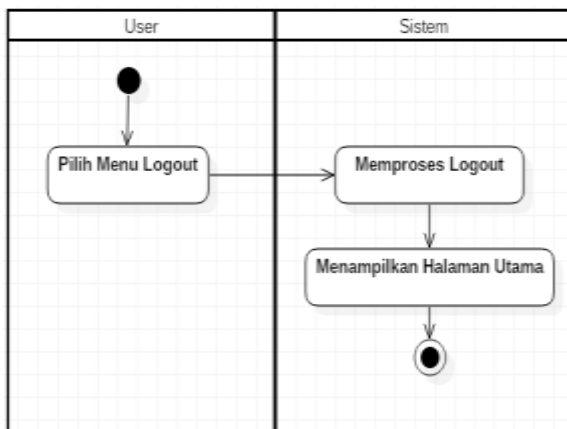 User
Sistem
Pilih Menu Logout
Memproses Logout
Menampilkan Halaman Utama